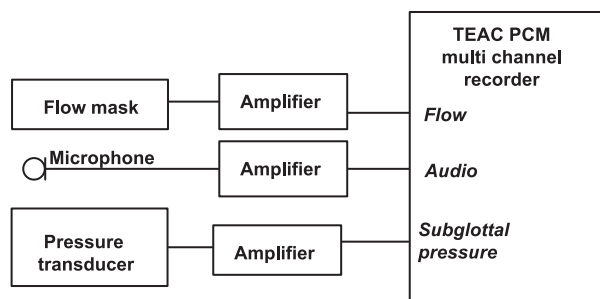 TEAC PCM
multi channel
recorder
Flow mask
Amplifier
Flow
Microphone
Amplifier
Audio
Pressure
transducer
Amplifier
Subglottal
pressure